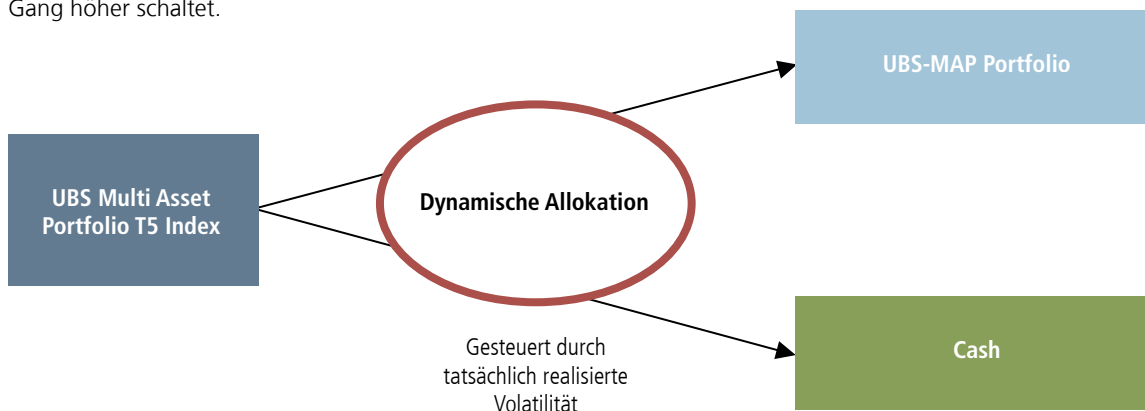 Gang höher schaltet.
UBS-MAP Portfolio
UBS Multi Asset
Portfolio T5 Index
Dynamische Allokation
Gesteuert durch
tatsächlich realisierte
Volatilität
Cash